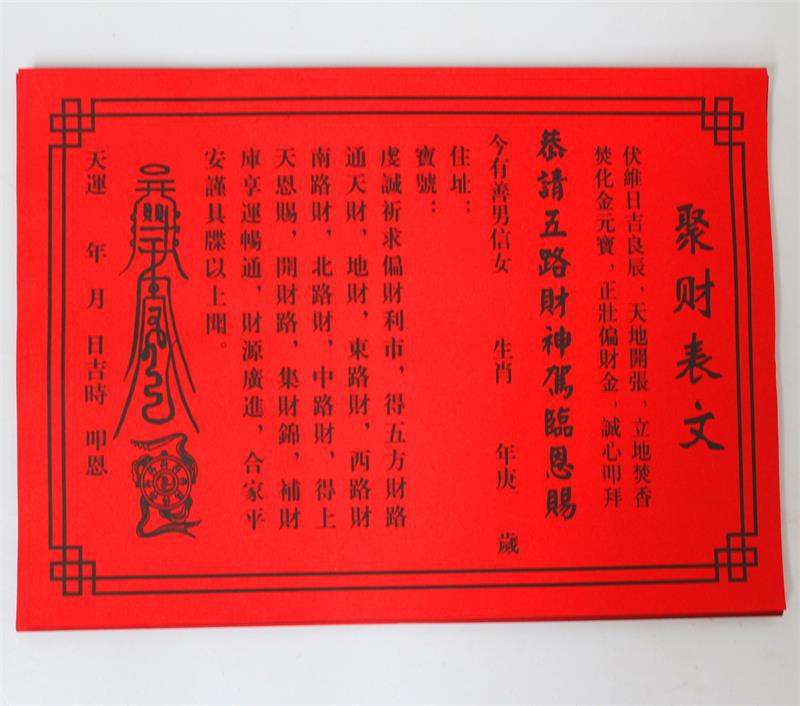 聚财表文
伏維日吉良辰，天地開張，立地焚香
焚化金元寶，正壯偏財金，誠心叩拜
恭請五路財神駕臨恩賜
今有善男信女 生肖 年庚 歲
住址：
寶號：
虔誠祈求偏財利市，得五方財路
通天財，地財，東路財，西路財
南路財，北路財，中路財，得上
天恩賜，開財路，集財錦，補財
庫享運暢通，財源廣進，合家平
安謹具牒以上聞。
天運 年 月 日吉時 叩恩